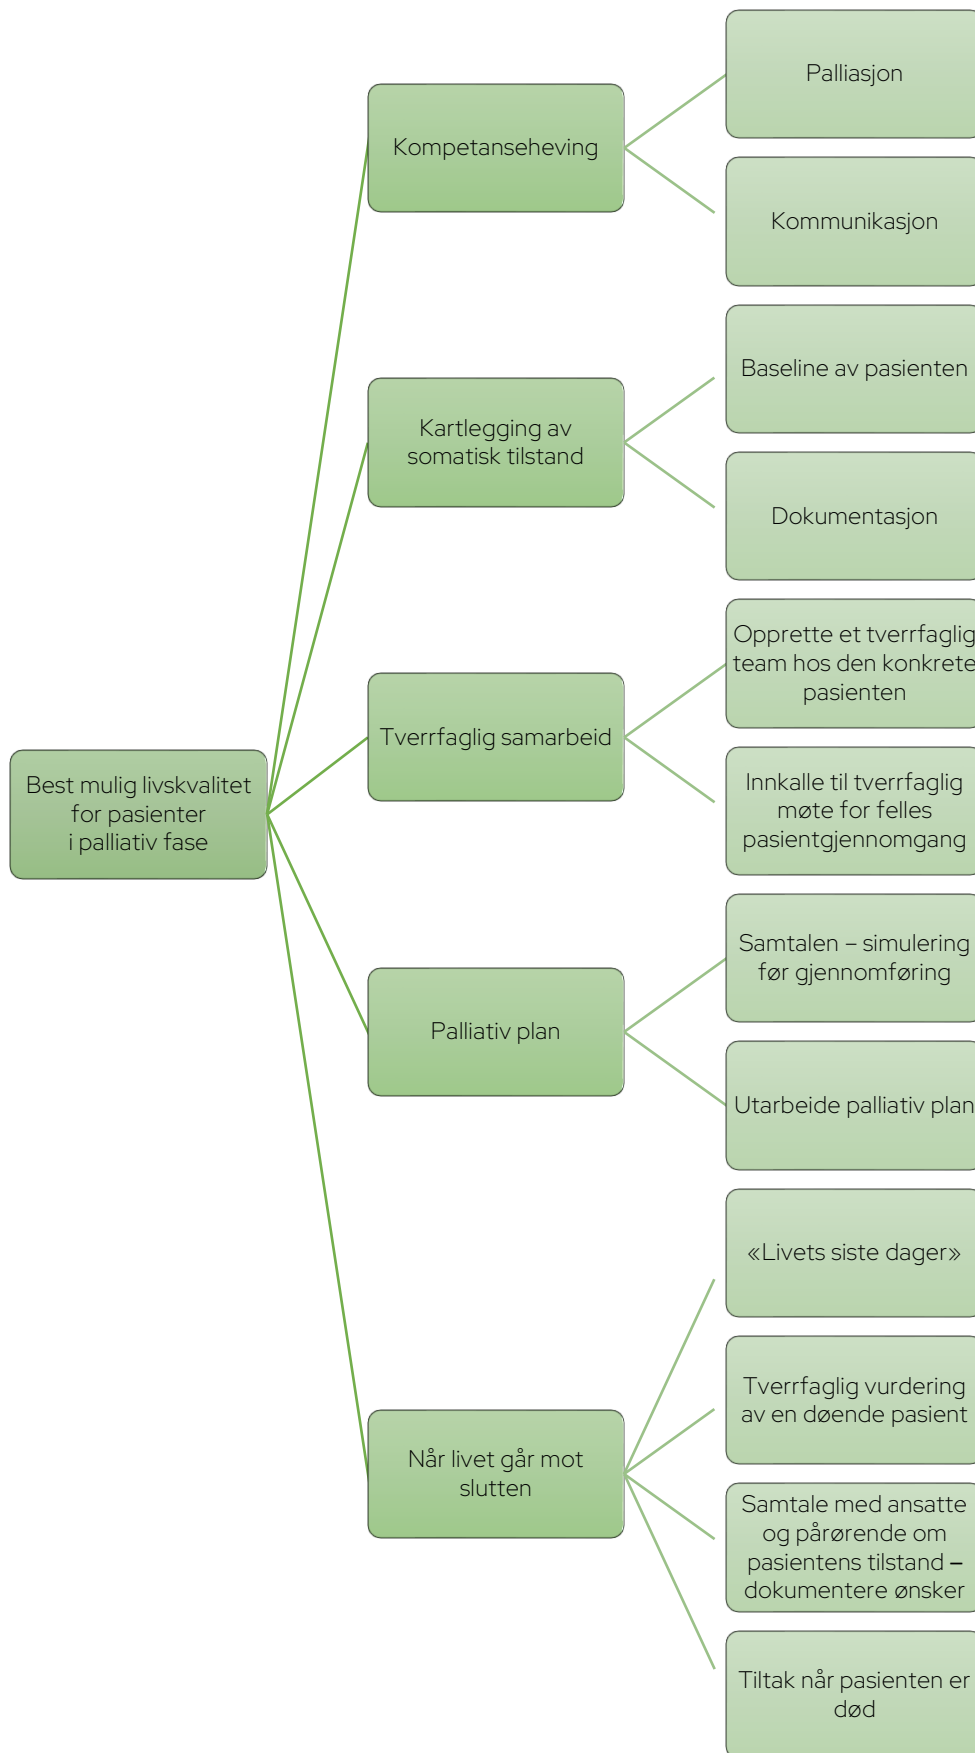 Best mulig livskvalitet
for pasienter
i palliativ fase
Kompetanseheving
Palliasjon
Kommunikasjon
Kartlegging av
somatisk tilstand
Baseline av pasienten
Dokumentasjon
Tverrfaglig samarbeid
Opprette et tverrfaglig
team hos den konkrete
pasienten
Innkalle til tverrfaglig
møte for felles
pasientgjennomgang
Palliativ plan
Samtalen – simulering
før gjennomføring
Utarbeide palliativ plan
Når livet går mot
slutten
«Livets siste dager»
Tverrfaglig vurdering
av en døende pasient
Samtale med ansatte
og pårørende om
pasientens tilstand –
dokumentere ønsker
Tiltak når pasienten er
død